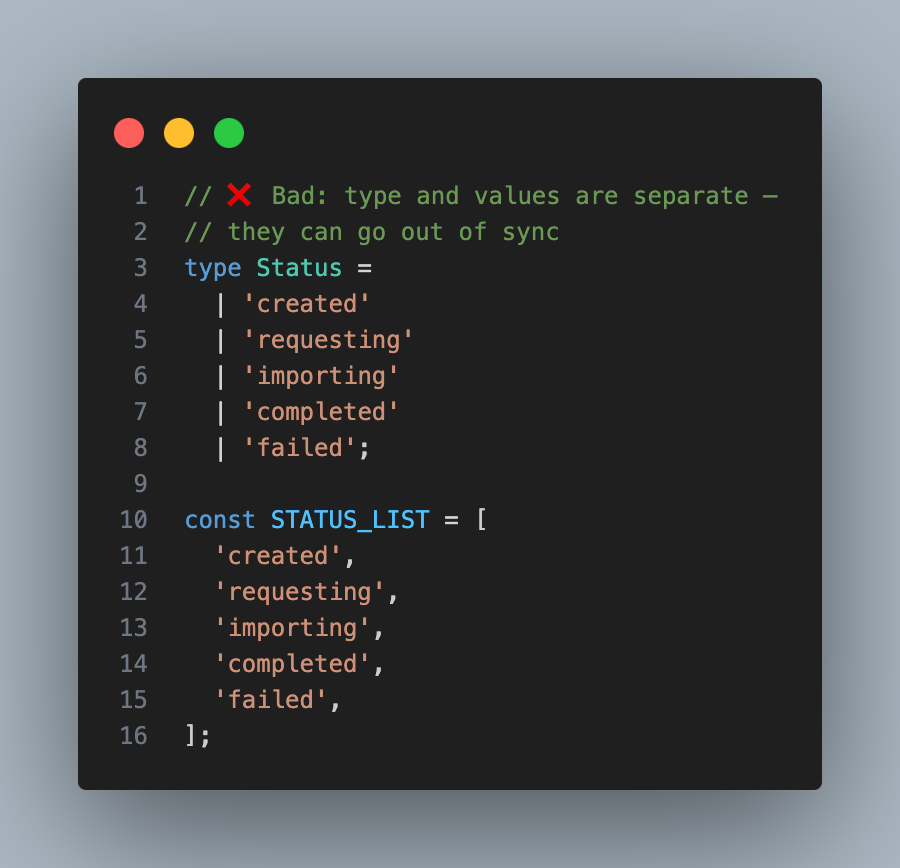 1 // ❌ Bad: type and values are separate —
2 // they can go out of sync
3 type Status =
4   | 'created'
5   | 'requesting'
6   | 'importing'
7   | 'completed'
8   | 'failed';
9
10 const STATUS_LIST = [
11   'created',
12   'requesting',
13   'importing',
14   'completed',
15   'failed',
16 ];